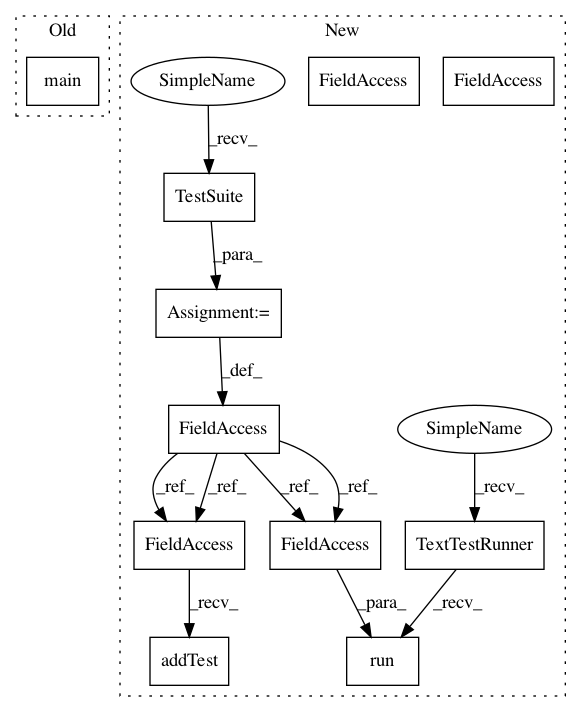 Old
New
main
SimpleName
FieldAccess
FieldAccess
_recv_
TestSuite
_para_
Assignment:=
_def_
FieldAccess
SimpleName
_ref_
_ref_
_ref_
_ref_
_recv_
FieldAccess
FieldAccess
TextTestRunner
_recv_
_para_
_recv_
addTest
run